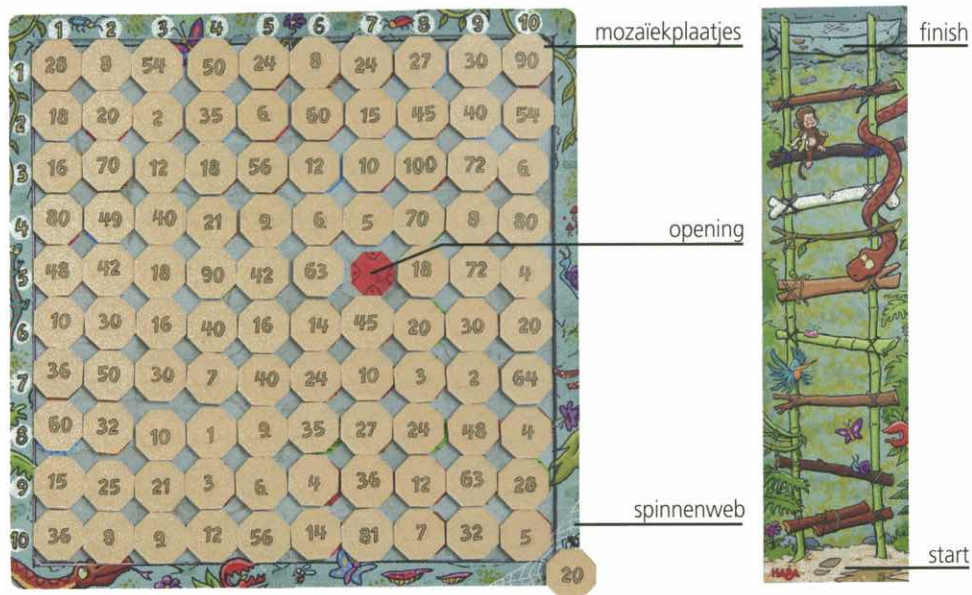 1 2 3 4 5 6 7 8 9 10
1 28 8 54 50 24 8 24 27 30 90
2 18 20 2 35 6. 60 15 45 40 54
3 16 70 12 18 56 12 10 100 72 6.
4 80 49 40 21 9 6. 5 70 8 80
5 48 42 18 90 42 63 18 72 4
6 10 30 16 40 16 14 45 20 30 20
7 36 50 30 7 40 24 10 3 2 64
8 60 32 10 1 9 35 27 24 48 4
9 15 25 21 3 6. 4 36 12 63 28
10 36 8 9 12 56 14 81 7 32 5
20
mozaïekplaatjes
opening
spinnenweb
finish
start
HABA